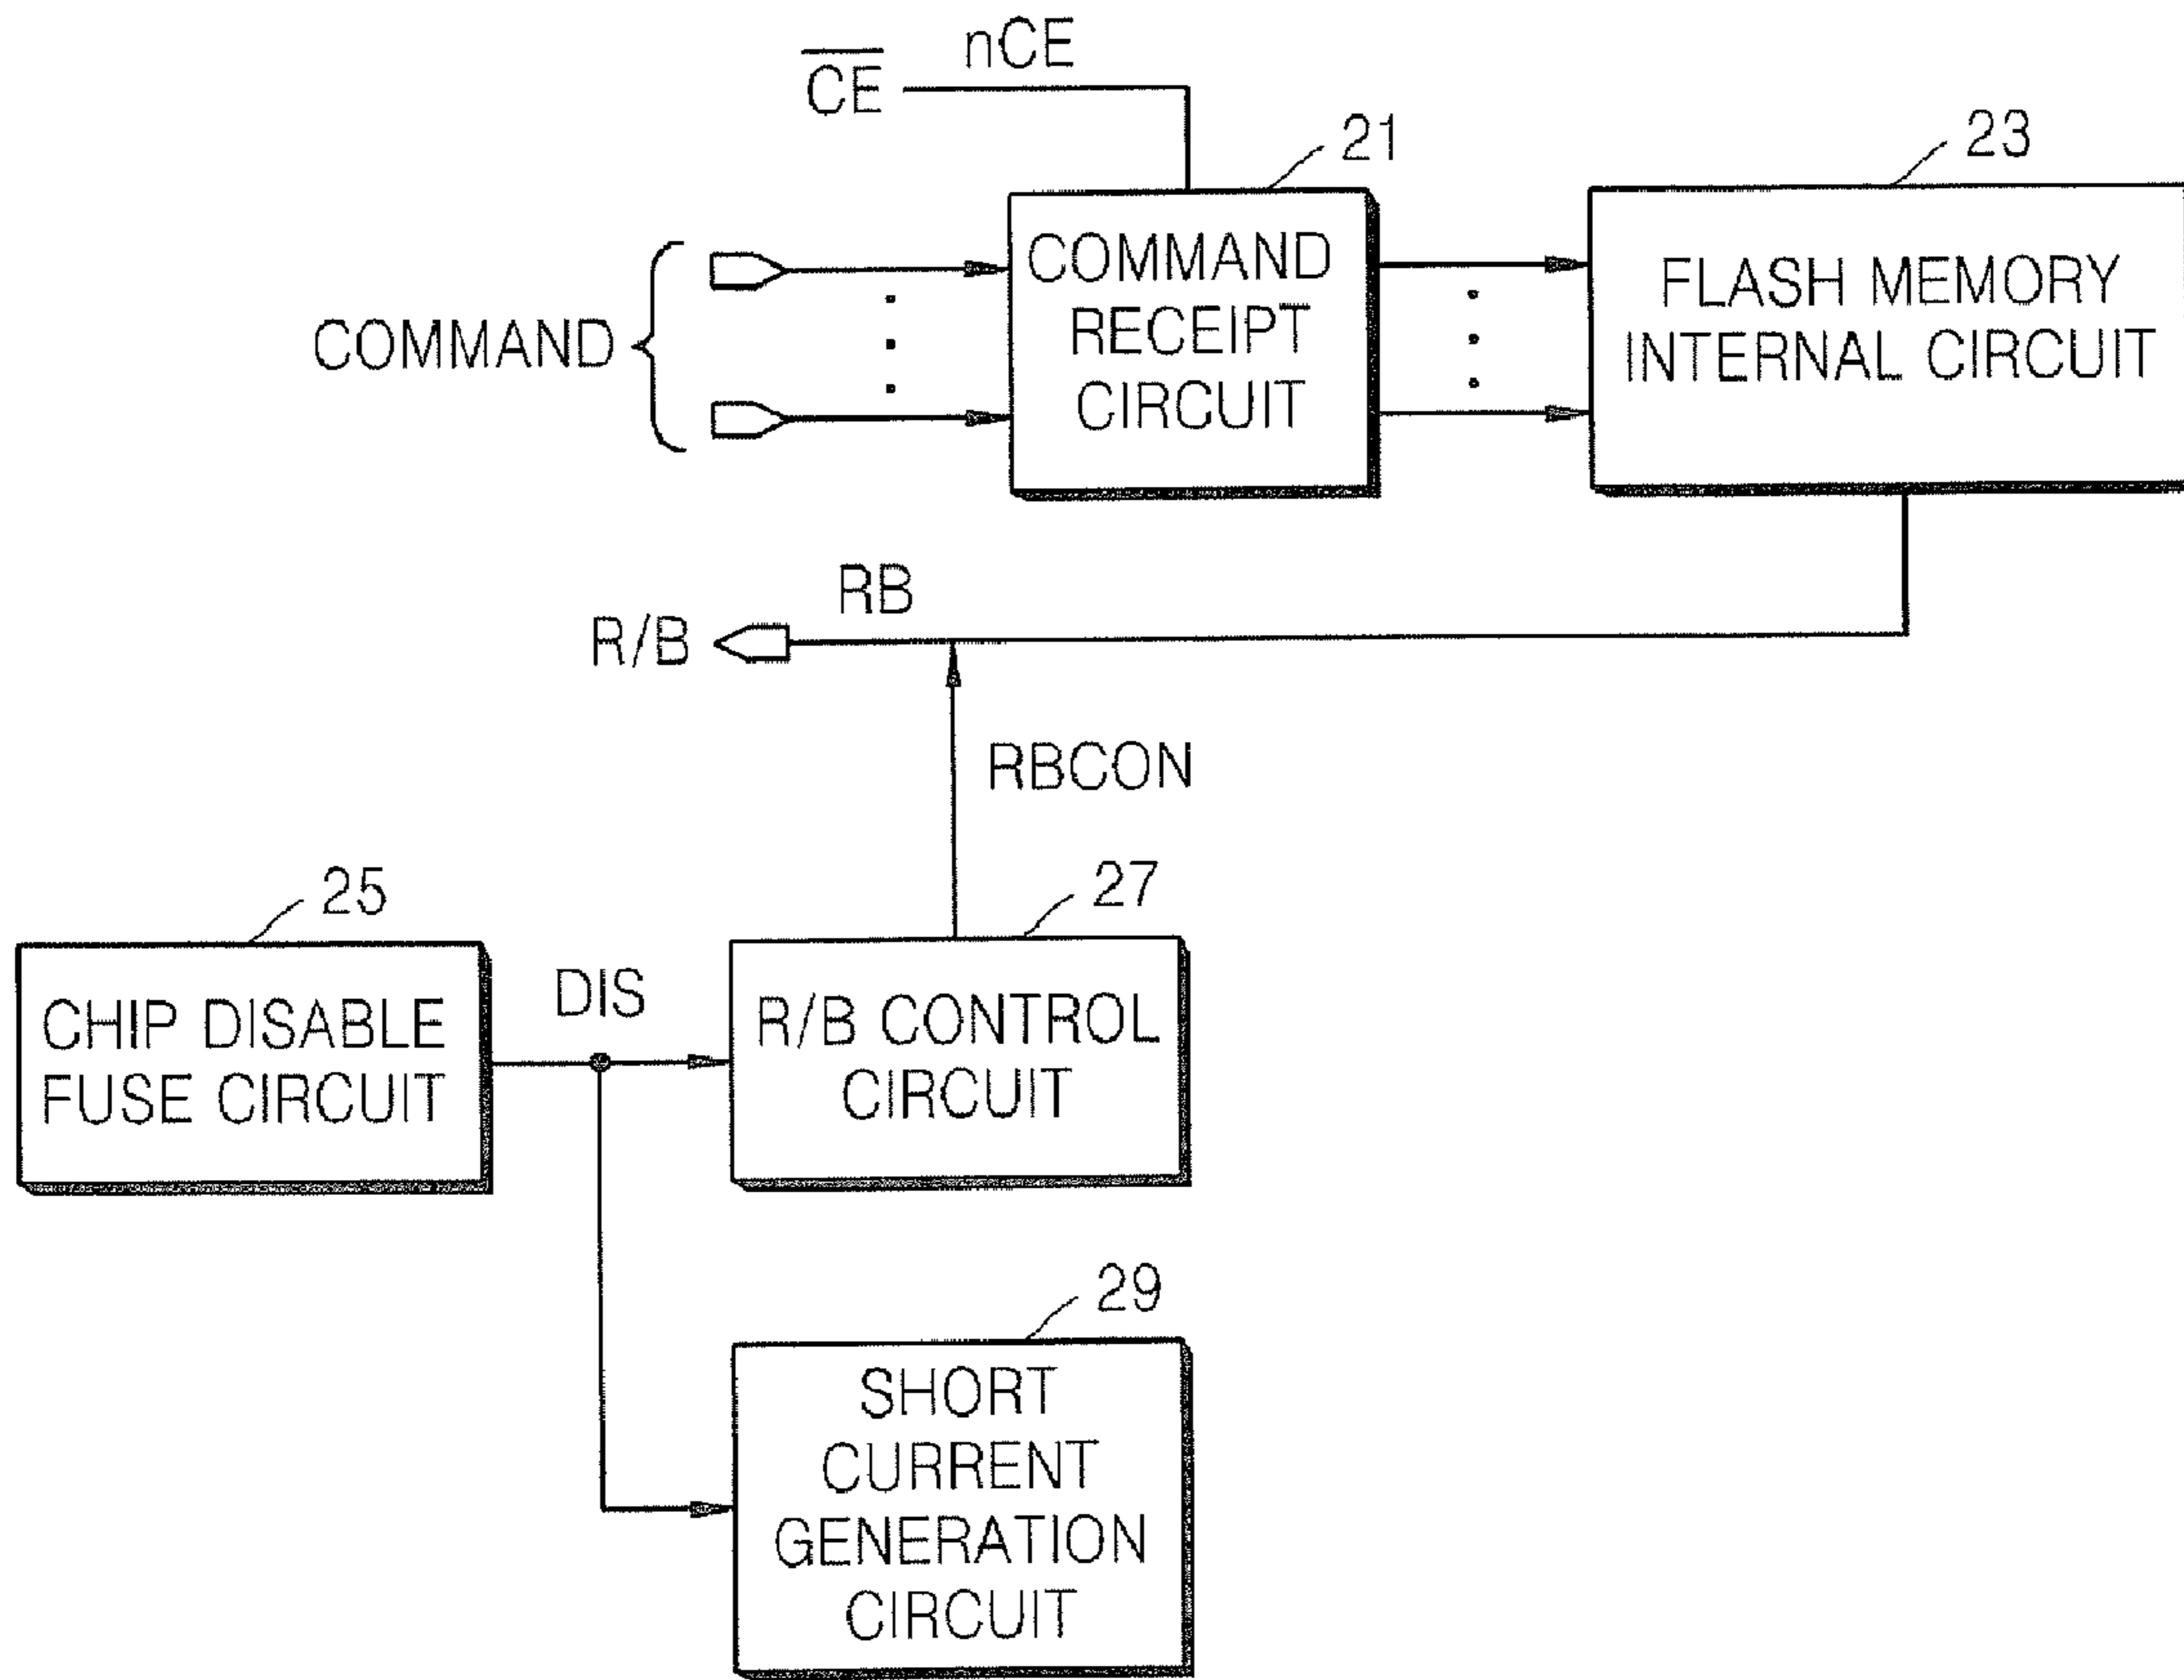 nCE
C̅E̅
21
23
COMMAND
COMMAND
RECEIPT
CIRCUIT
FLASH MEMORY
INTERNAL CIRCUIT
RB
R/B
RBCON
25
27
DIS
CHIP DISABLE
FUSE CIRCUIT
R/B CONTROL
CIRCUIT
29
SHORT
CURRENT
GENERATION
CIRCUIT